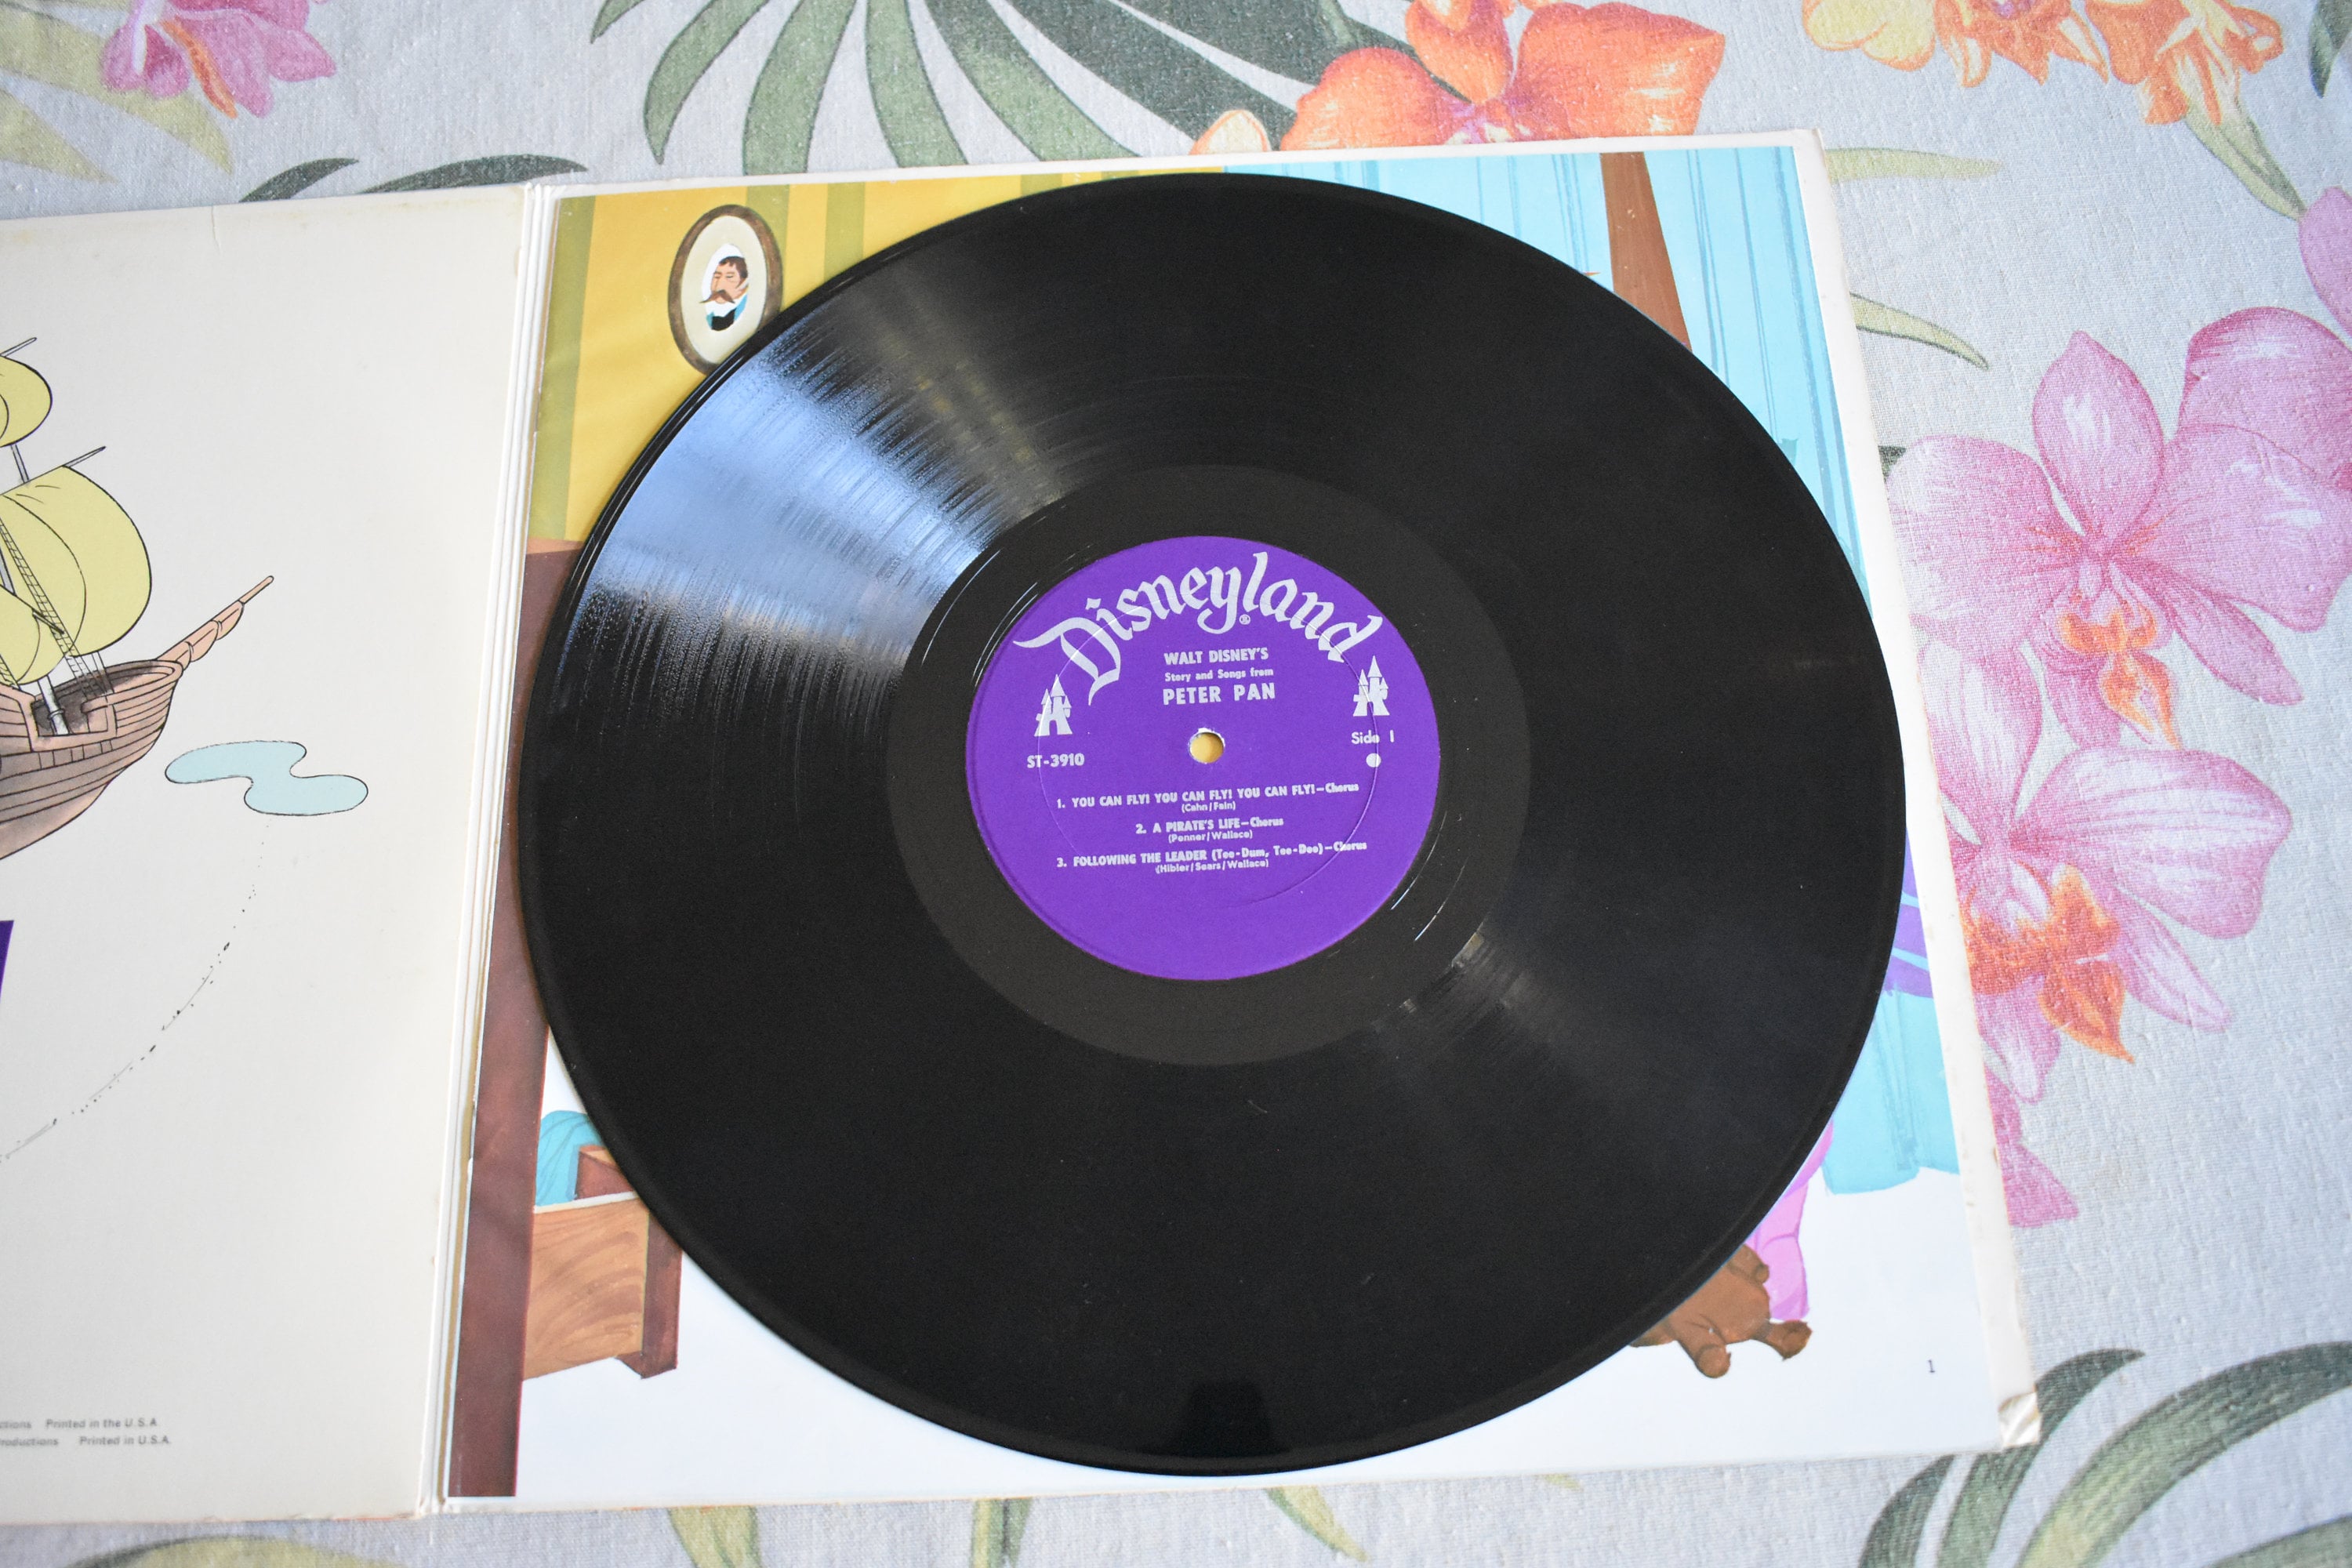 Disneyland®
WALT DISNEY'S
Story and Songs from
PETER PAN
ST-3910
Side 1
1. YOU CAN FLY! YOU CAN FLY! YOU CAN FLY!—Chorus
(Cahn/Fain)
2. A PIRATE'S LIFE—Chorus
(Penner/Wallace)
3. FOLLOWING THE LEADER (Tee-Dum, Tee-Dee)—Chorus
(Hibler/Sears/Wallace)
Printed in the U.S.A.
Printed in U.S.A.
1